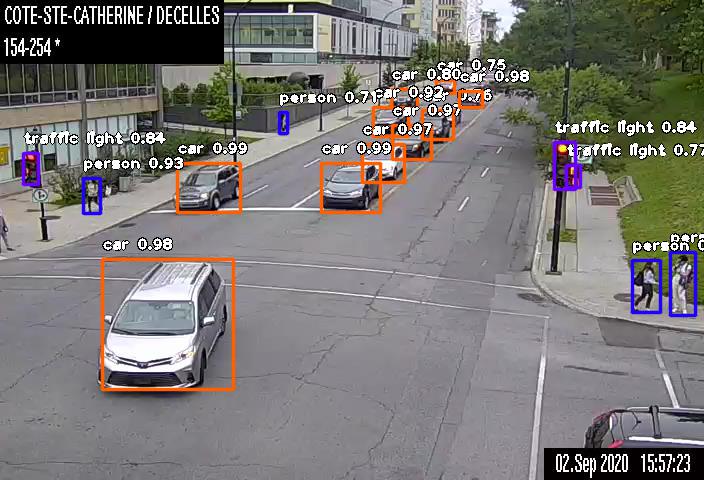 COTE-STE-CATHERINE / DECELLES
154-254 *
car 0.75
car 0.80
car 0.98
car 0.92
person 0.71
car 0.97
car 0.97
traffic light 0.84
traffic light 0.84
car 0.99
car 0.99
traffic light 0.77
person 0.93
car 0.98
person
02.Sep 2020 15:57:23